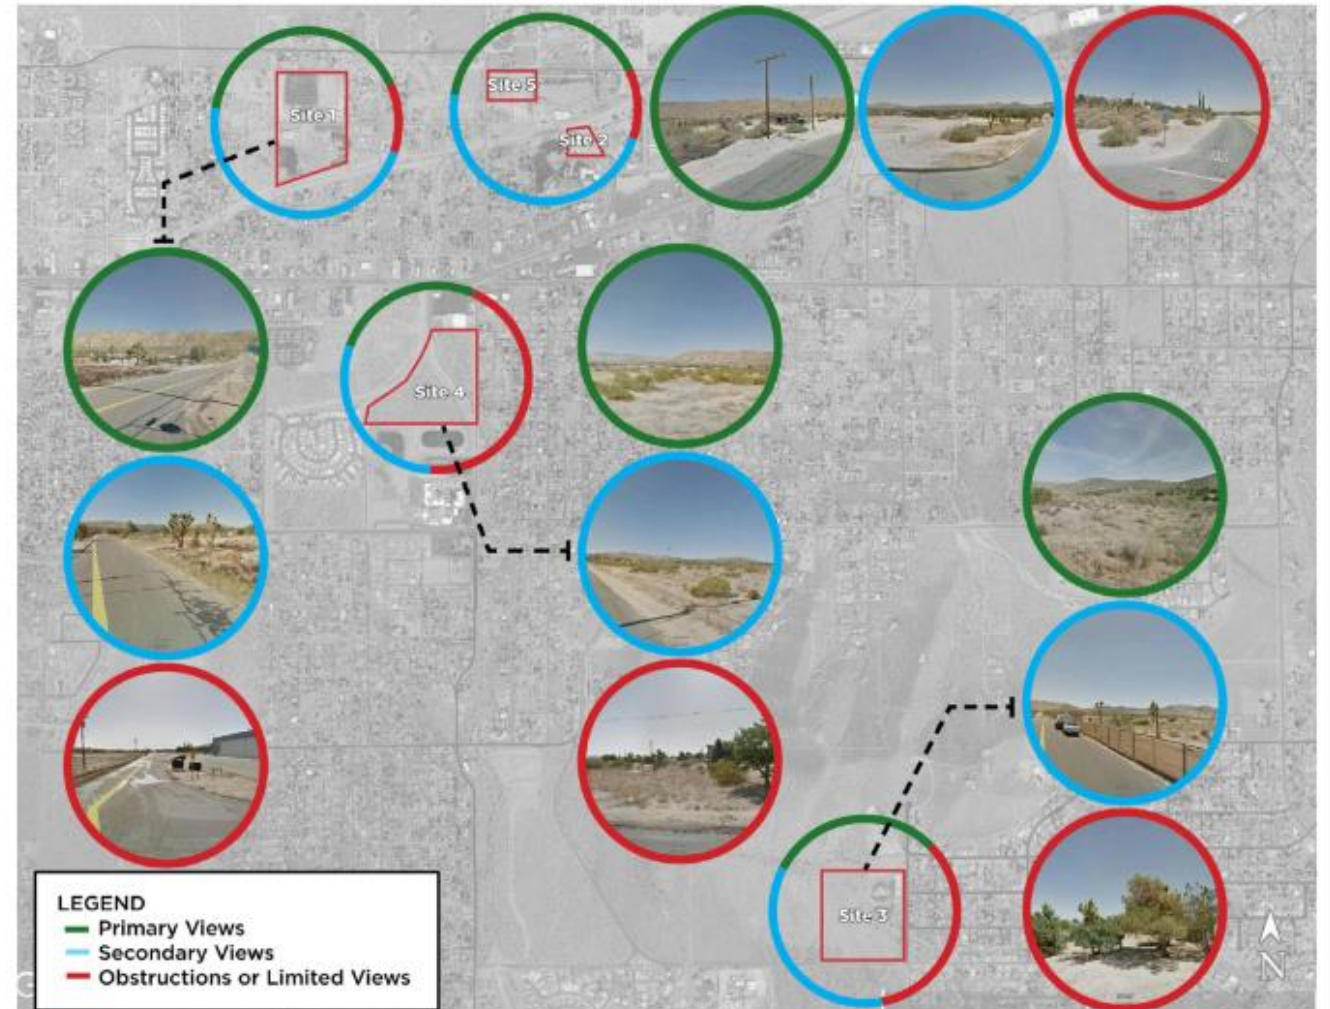 Site 1
Site 5
Site 2
Site 4
Site 3
LEGEND
Primary Views
Secondary Views
Obstructions or Limited Views
N